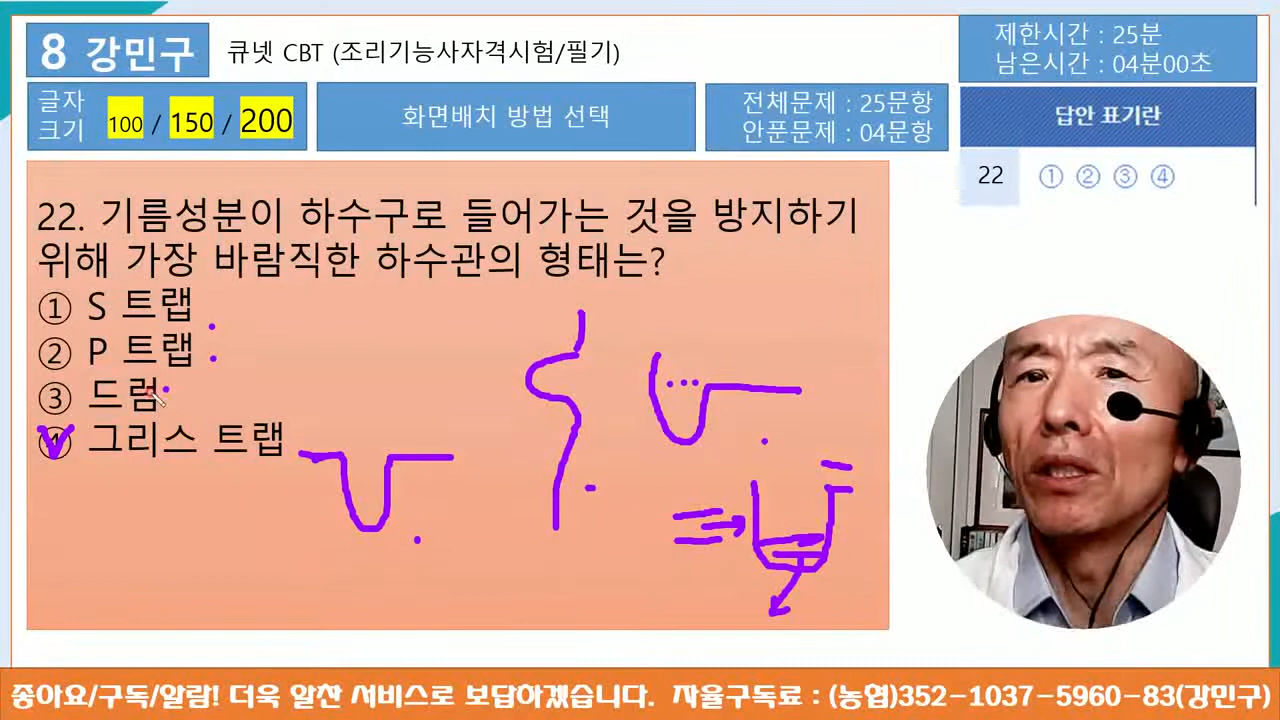 8 강민구
큐넷 CBT (조리기능사자격시험/필기)
제한시간 : 25분
남은시간 : 04분00초
글자
크기
100 / 150 / 200
화면배치 방법 선택
전체문제 : 25문항
안푼문제 : 04문항
답안 표기란
22 ① ② ③ ④
22. 기름성분이 하수구로 들어가는 것을 방지하기
위해 가장 바람직한 하수관의 형태는?
① S 트랩
② P 트랩
③ 드럼
④ 그리스 트랩
종아요/구독/알람! 더욱 알찬 서비스로 보답하겠습니다. 자율구독료 : (농협)352-1037-5960-83(강민구)